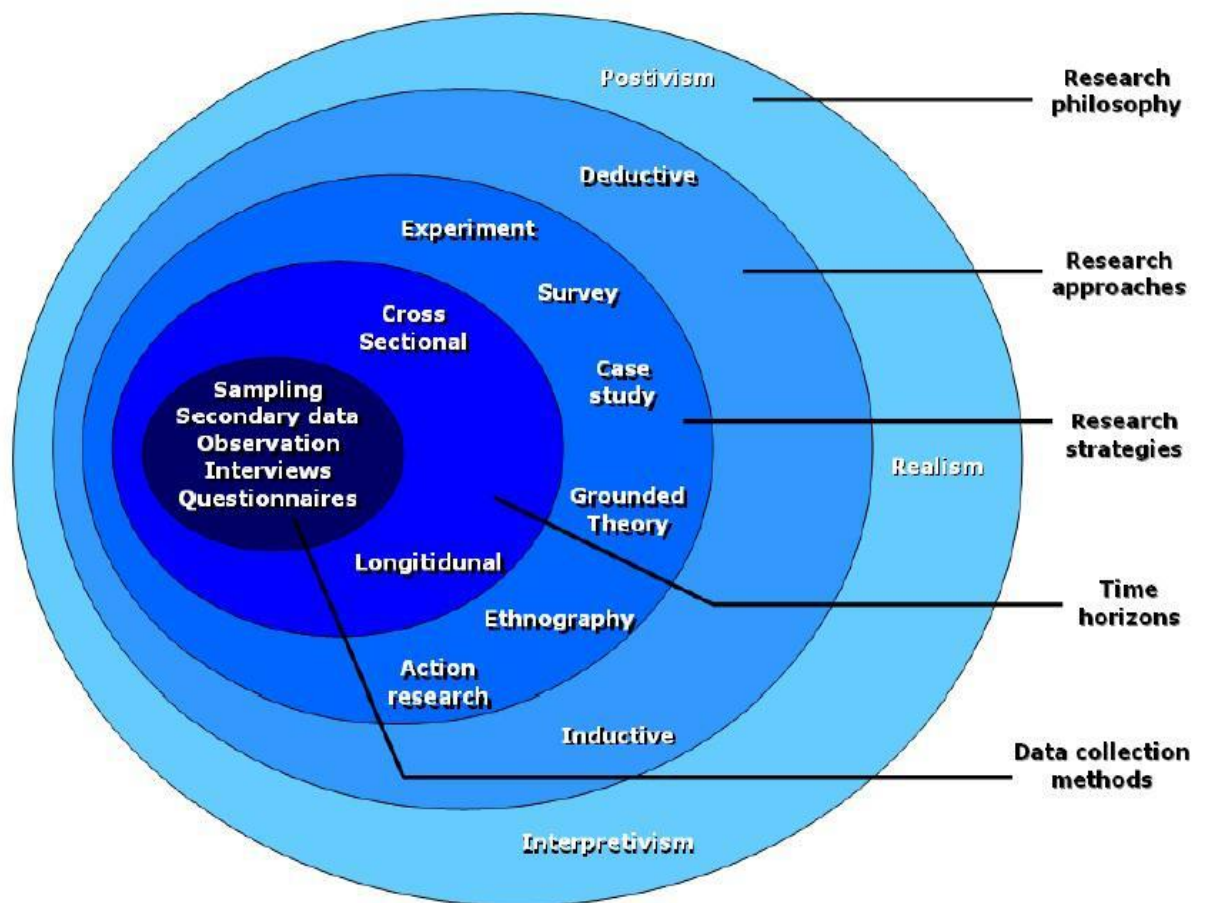 Postivism
Research
philosophy
Deductive
Experiment
Research
approaches
Survey
Cross
Sectional
Case
study
Sampling
Secondary data
Observation
Interviews
Questionnaires
Research
strategies
Realism
Grounded
Theory
Longitidunal
Time
horizons
Ethnography
Action
research
Inductive
Data collection
methods
Interpretivism